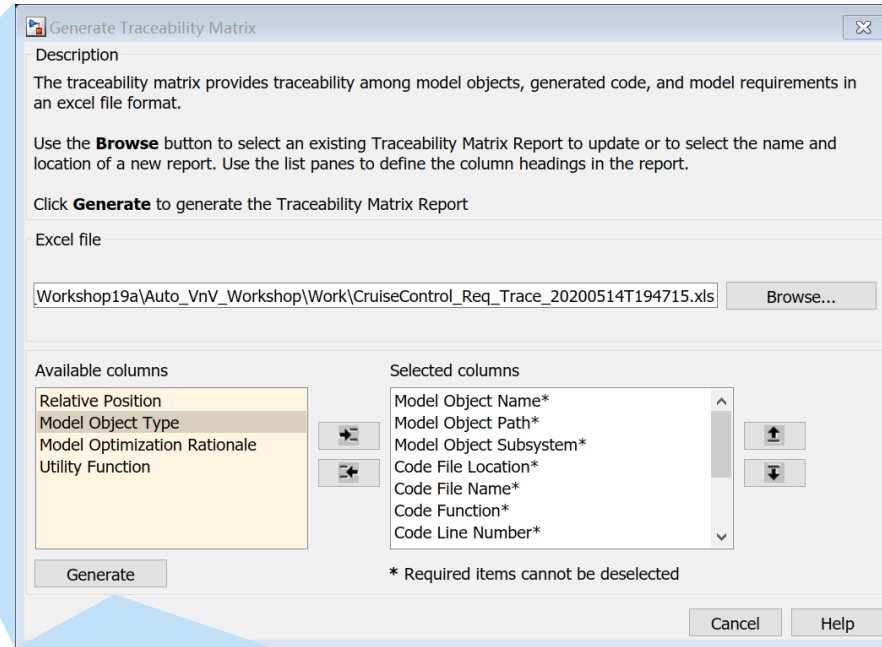 Generate Traceability Matrix
Description
The traceability matrix provides traceability among model objects, generated code, and model requirements in
an excel file format.
Use the Browse button to select an existing Traceability Matrix Report to update or to select the name and
location of a new report. Use the list panes to define the column headings in the report.
Click Generate to generate the Traceability Matrix Report
Excel file
_Workshop19a\Auto_VnV_Workshop\Work\CruiseControl_Req_Trace_20200514T194715.xls
Browse...
Available columns
Relative Position
Model Object Type
Model Optimization Rationale
Utility Function
Selected columns
Model Object Name*
Model Object Path*
Model Object Subsystem*
Code File Location*
Code File Name*
Code Function*
Code Line Number*
Generate
* Required items cannot be deselected
Cancel
Help